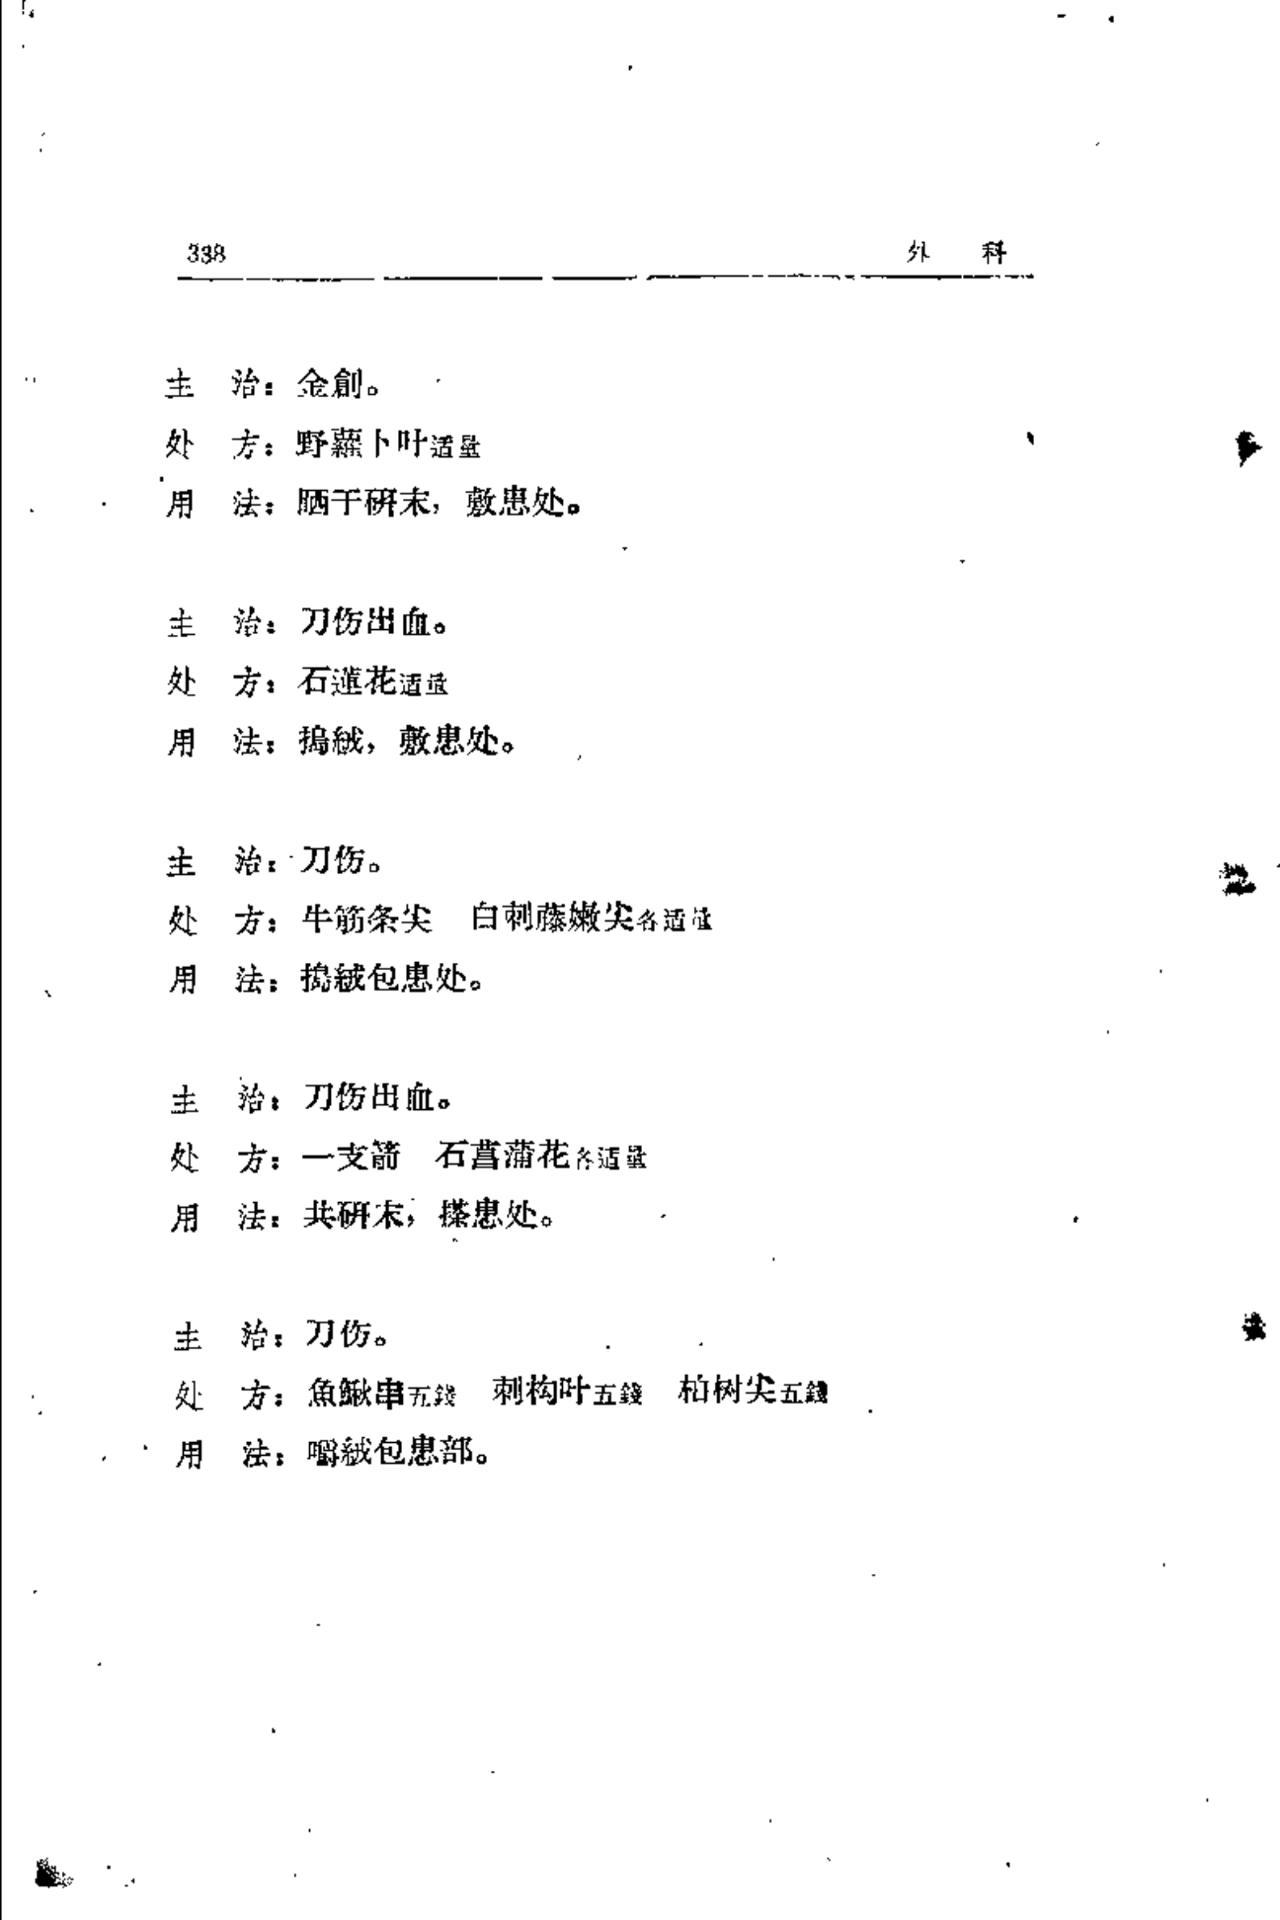 338 外 科
主 治：金創。
处 方：野蘿卜叶适量
用 法：晒干研末，敷患处。
主 治：刀伤出血。
处 方：石蓮花适量
用 法：搗絨，敷患处。
主 治：刀伤。
处 方：牛筋条尖 白刺藤嫩尖各适量
用 法：搗絨包患处。
主 治：刀伤出血。
处 方：一支箭 石菖蒲花各适量
用 法：共研末，搽患处。
主 治：刀伤。
处 方：魚鰍串五錢 刺构叶五錢 柏树尖五錢
用 法：嚼絨包患部。